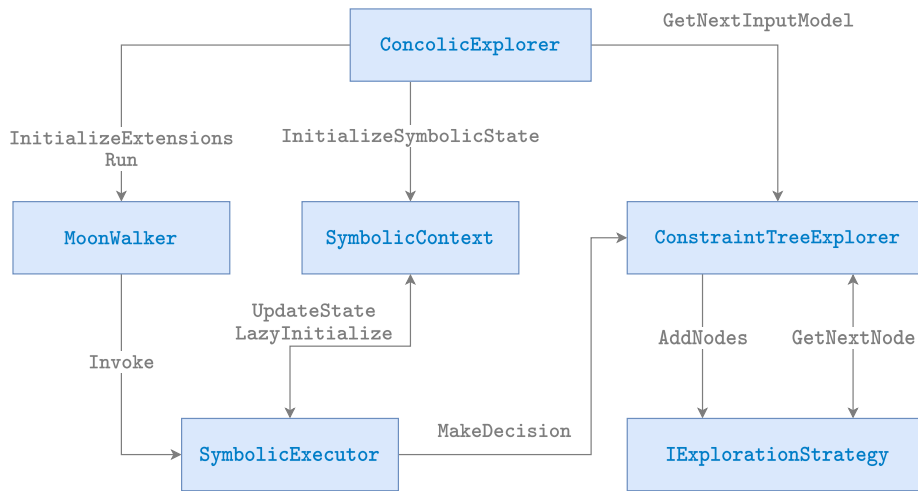 GetNextInputModel
ConcolicExplorer
InitializeExtensions
Run
InitializeSymbolicState
MoonWalker
SymbolicContext
ConstraintTreeExplorer
UpdateState
LazyInitialize
AddNodes
GetNextNode
Invoke
MakeDecision
SymbolicExecutor
IExplorationStrategy